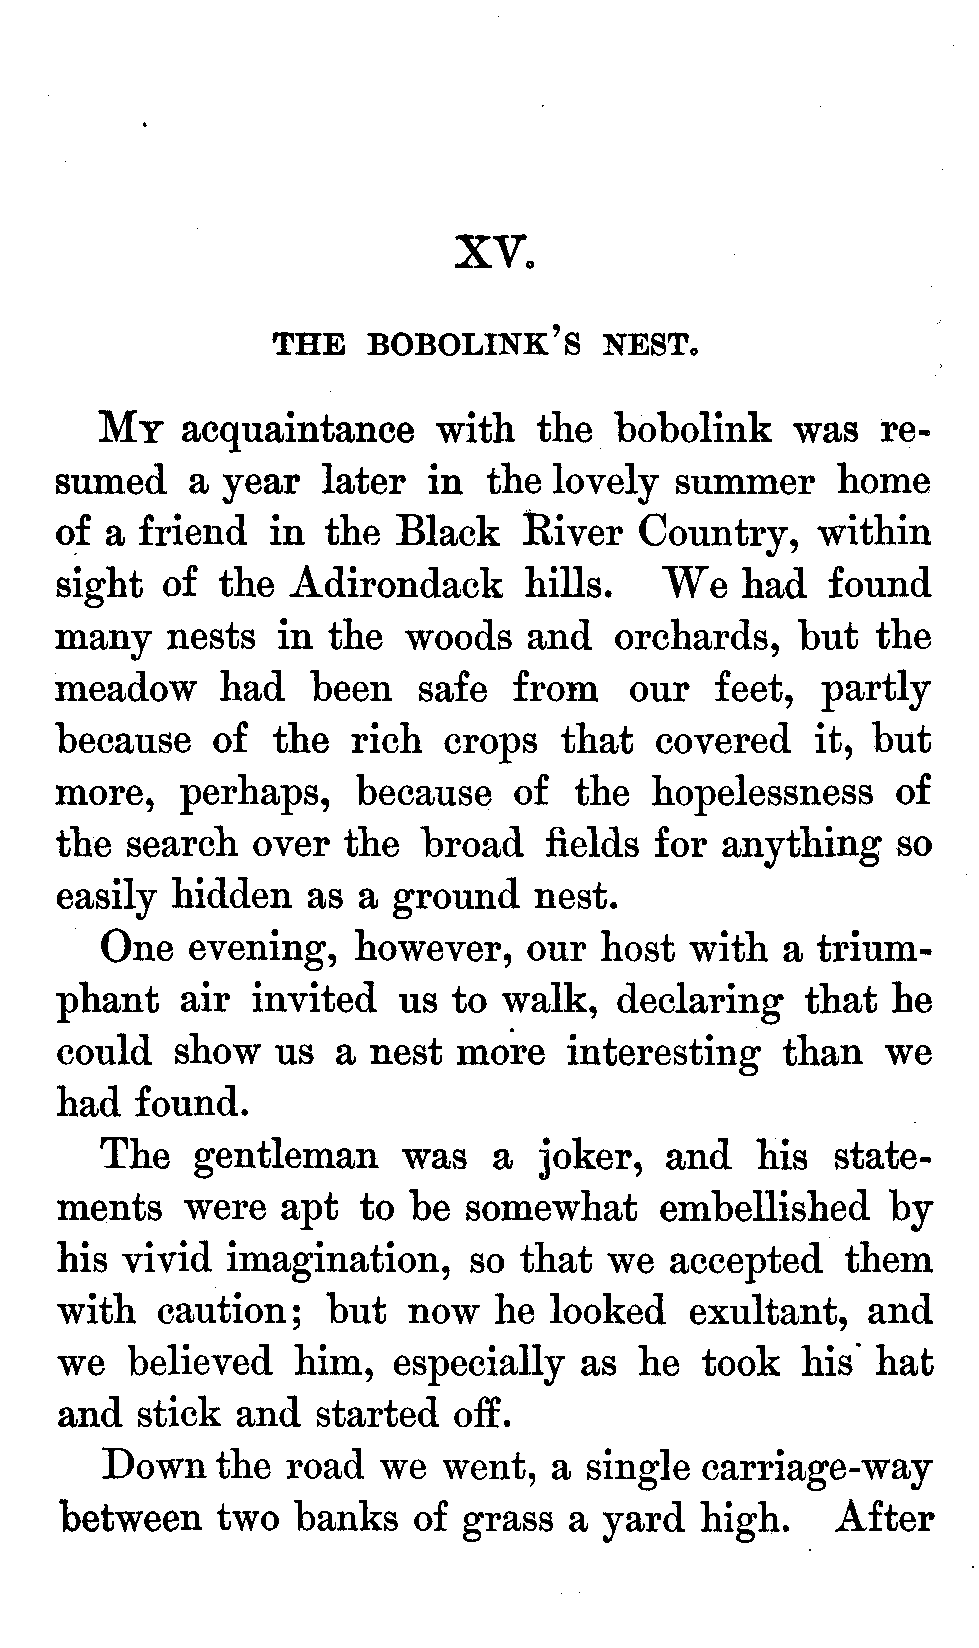 XV.
THE BOBOLINK'S NEST.
My acquaintance with the bobolink was re-
sumed a year later in the lovely summer home
of a friend in the Black River Country, within
sight of the Adirondack hills. We had found
many nests in the woods and orchards, but the
meadow had been safe from our feet, partly
because of the rich crops that covered it, but
more, perhaps, because of the hopelessness of
the search over the broad fields for anything so
easily hidden as a ground nest.
One evening, however, our host with a trium-
phant air invited us to walk, declaring that he
could show us a nest more interesting than we
had found.
The gentleman was a joker, and his state-
ments were apt to be somewhat embellished by
his vivid imagination, so that we accepted them
with caution; but now he looked exultant, and
we believed him, especially as he took his hat
and stick and started off.
Down the road we went, a single carriage-way
between two banks of grass a yard high. After